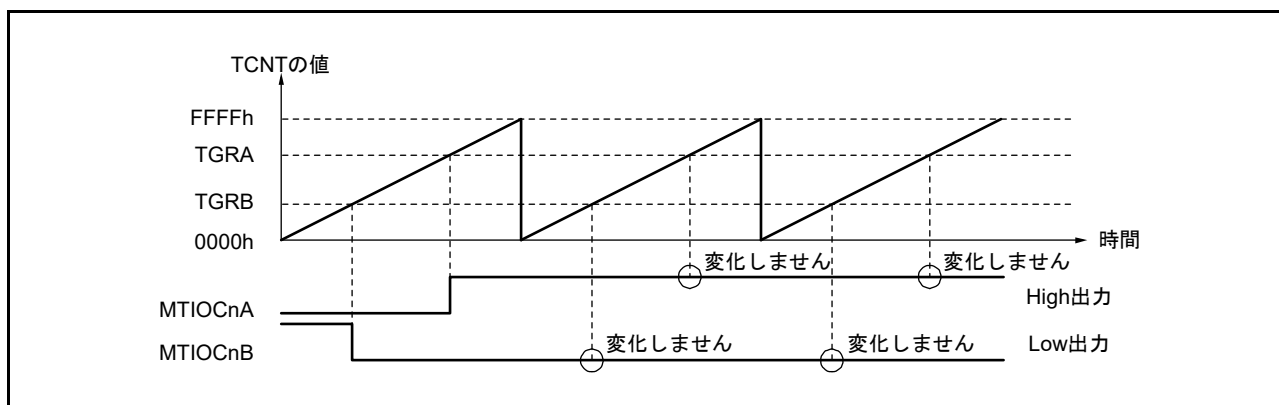 TCNTの値
FFFFh
TGRA
TGRB
0000h
時間
変化しません 変化しません
MTIOCnA
High出力
変化しません 変化しません
MTIOCnB
Low出力